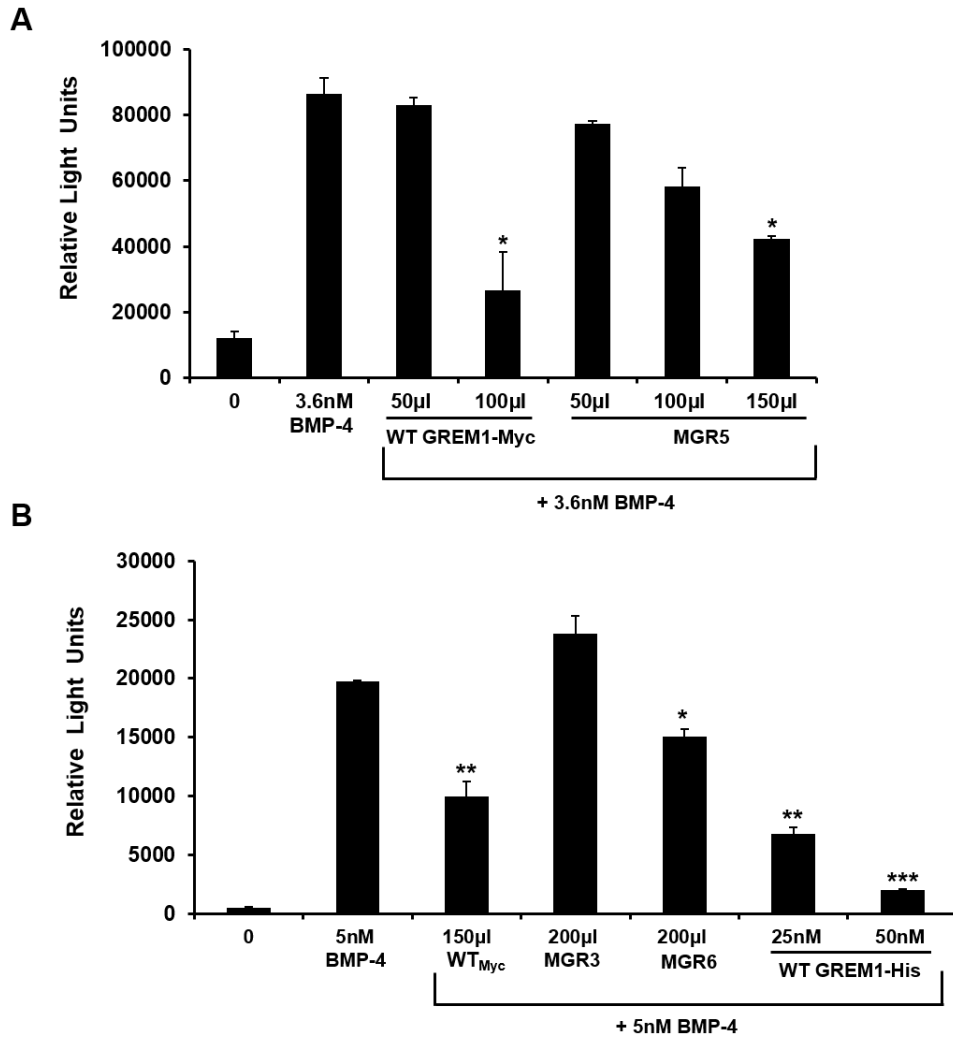 A
Relative Light Units
100000
80000
60000
40000
20000
0
*
*
0 3.6nM 50µl 100µl 50µl 100µl 150µl
BMP-4 WT GREM1-Myc MGR5
+ 3.6nM BMP-4
B
Relative Light Units
30000
25000
20000
15000
10000
5000
0
**
*
**
***
0 5nM 150µl 200µl 200µl 25nM 50nM
BMP-4 WTMyc MGR3 MGR6 WT GREM1-His
+ 5nM BMP-4